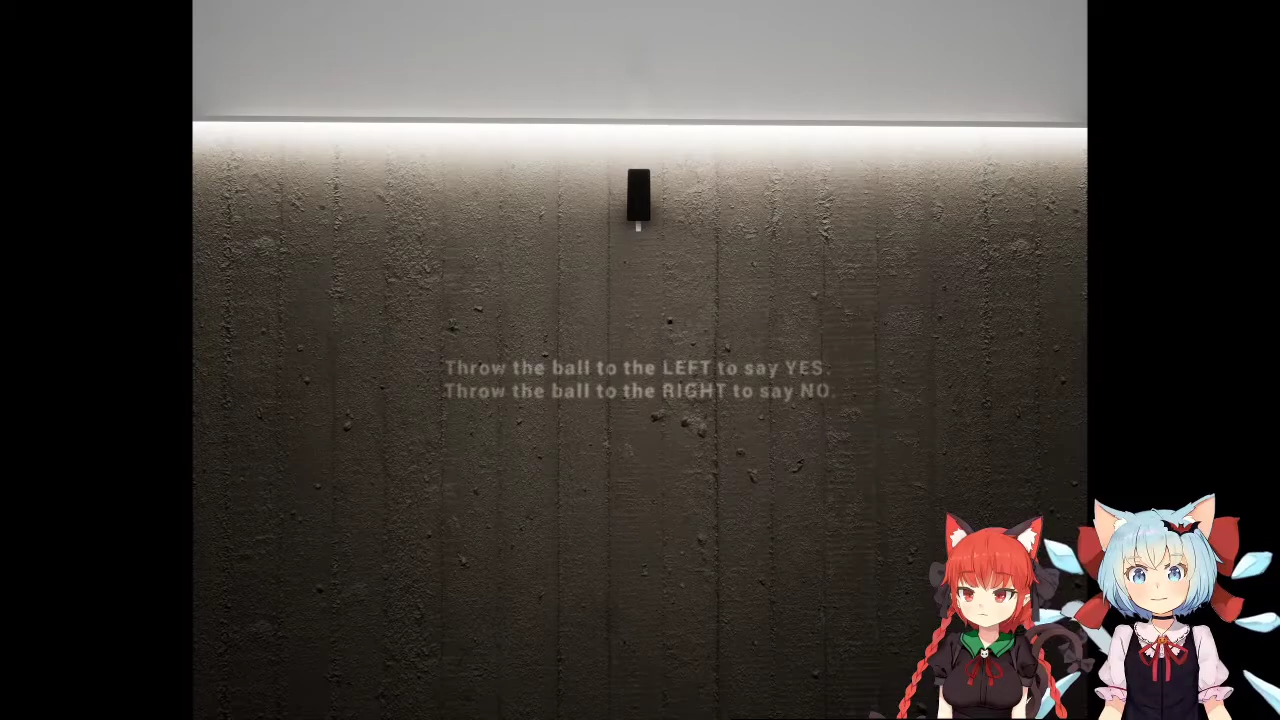 Throw the ball to the LEFT to say YES.
Throw the ball to the RIGHT to say NO.